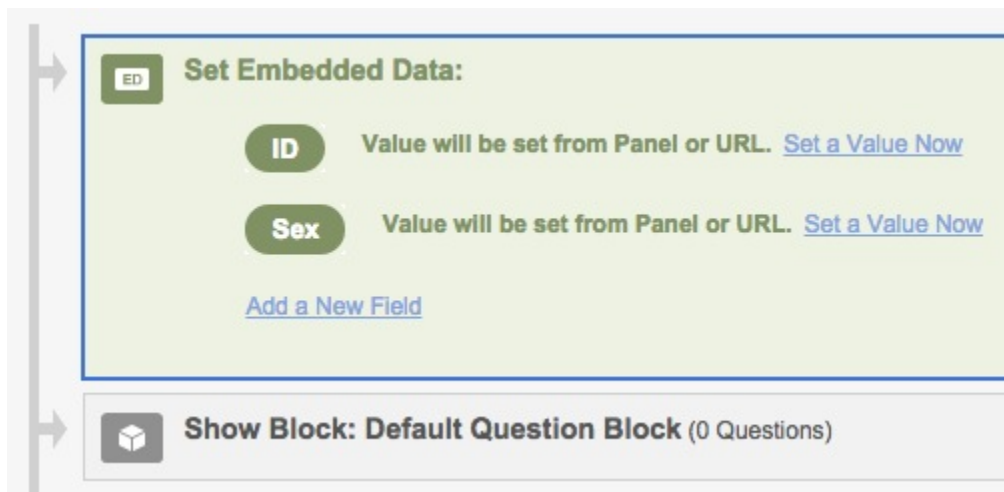 ED Set Embedded Data:
ID Value will be set from Panel or URL. Set a Value Now
Sex Value will be set from Panel or URL. Set a Value Now
Add a New Field
Show Block: Default Question Block (0 Questions)